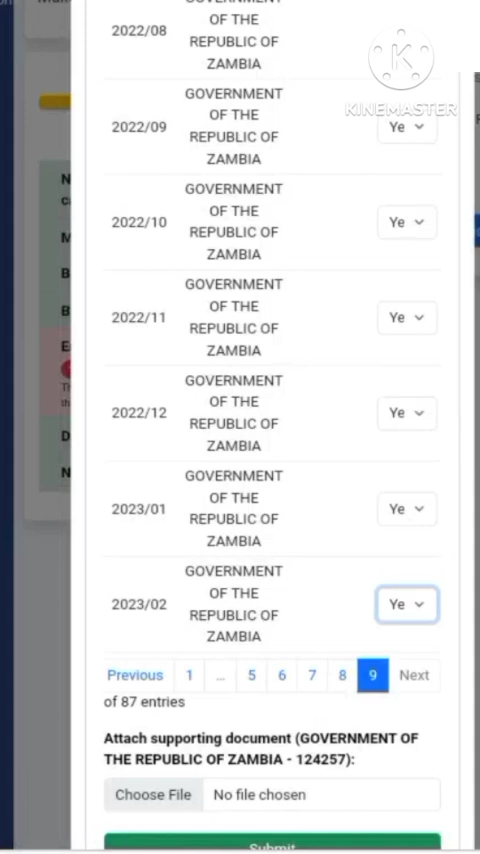 GOVERNMENT
2022/08
OF THE
REPUBLIC OF
ZAMBIA
KINEMASTER
GOVERNMENT
OF THE
2022/09
REPUBLIC OF
ZAMBIA
Ye
GOVERNMENT
OF THE
2022/10
REPUBLIC OF
ZAMBIA
Ye
GOVERNMENT
OF THE
2022/11
REPUBLIC OF
ZAMBIA
Ye
GOVERNMENT
OF THE
2022/12
REPUBLIC OF
ZAMBIA
Ye
GOVERNMENT
OF THE
2023/01
REPUBLIC OF
ZAMBIA
Ye
GOVERNMENT
OF THE
2023/02
REPUBLIC OF
ZAMBIA
Ye
Previous 1 ... 5 6 7 8 9 Next
of 87 entries
Attach supporting document (GOVERNMENT OF
THE REPUBLIC OF ZAMBIA - 124257):
Choose File No file chosen
Submit